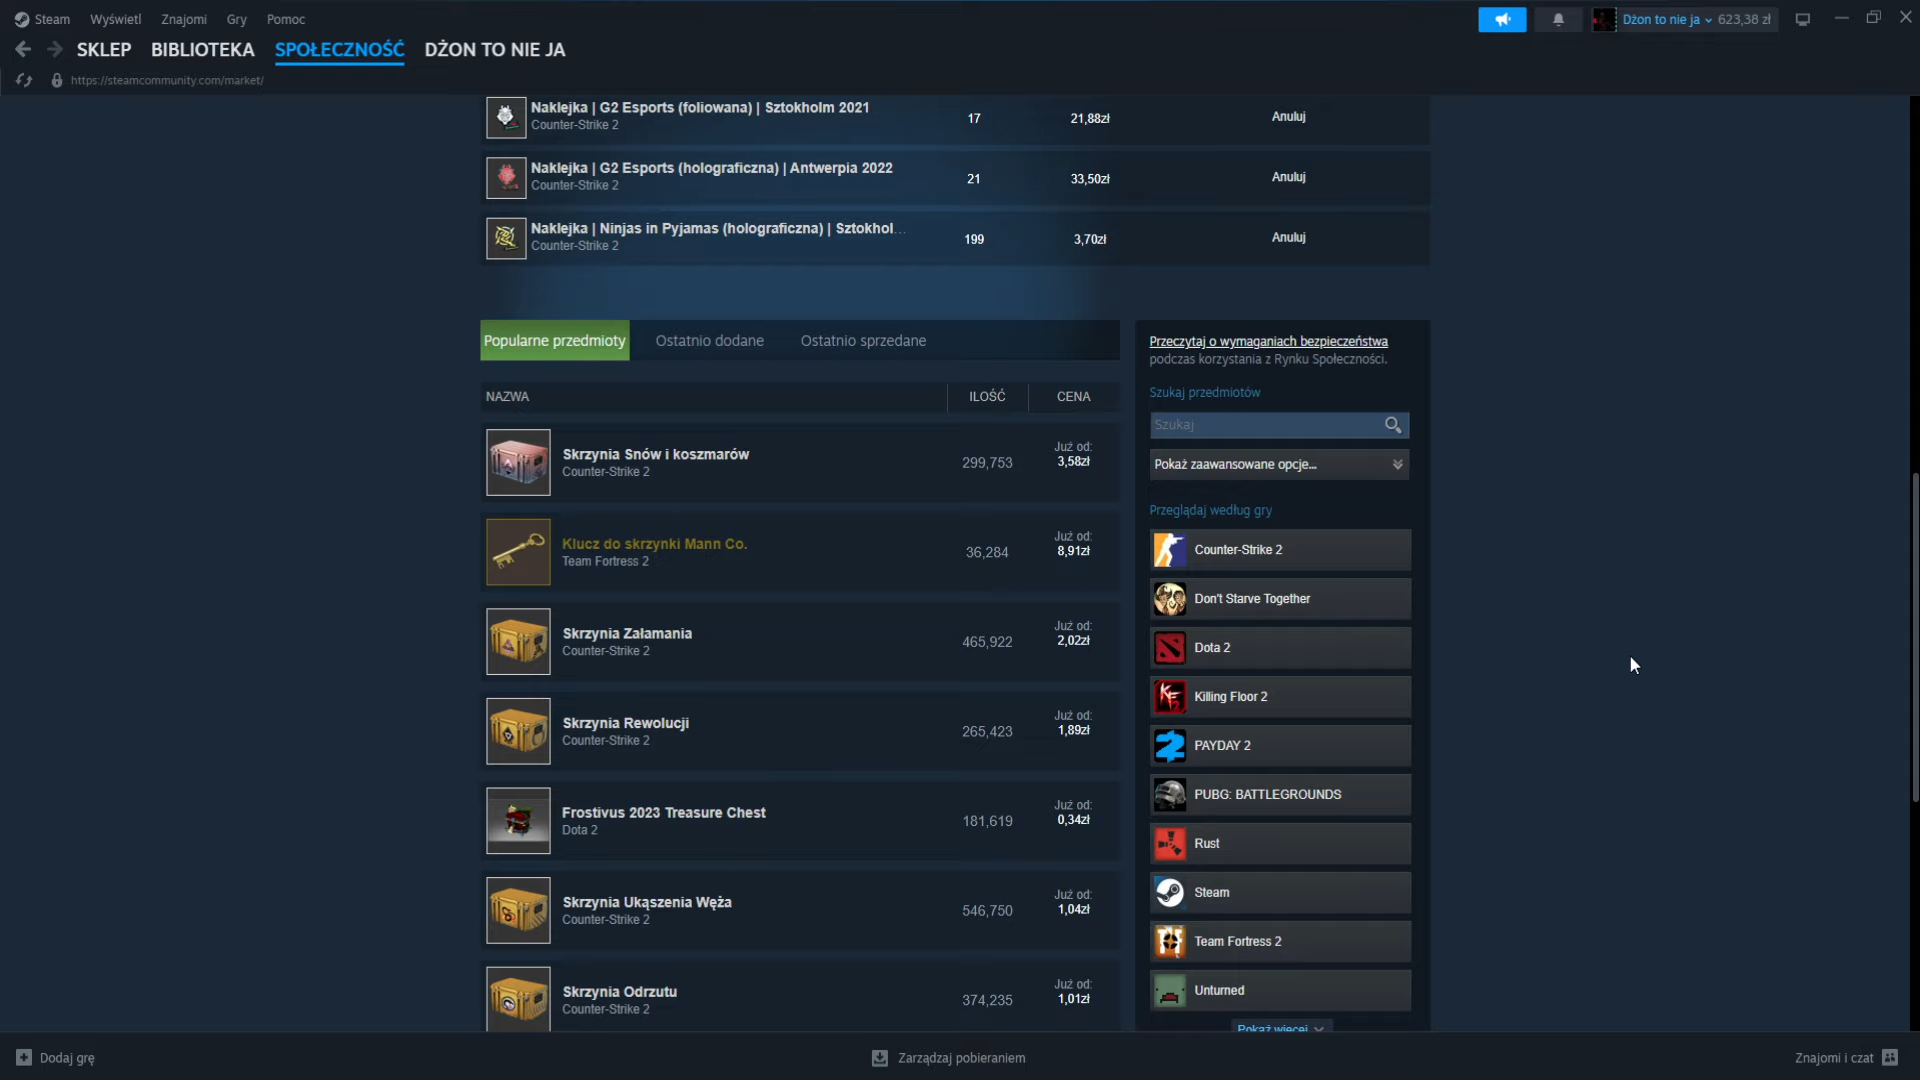 Steam Wyświetl Znajomi Gry Pomoc
Dżon to nie ja 623,38 zł
SKLEP BIBLIOTEKA SPOŁECZNOŚĆ DŻON TO NIE JA
https://steamcommunity.com/market/
Naklejka | G2 Esports (foliowana) | Sztokholm 2021
Counter-Strike 2
17 21,88zł Anuluj
Naklejka | G2 Esports (holograficzna) | Antwerpia 2022
Counter-Strike 2
21 33,50zł Anuluj
Naklejka | Ninjas in Pyjamas (holograficzna) | Sztokhol...
Counter-Strike 2
199 3,70zł Anuluj
Popularne przedmioty Ostatnio dodane Ostatnio sprzedane
NAZWA ILOŚĆ CENA
Skrzynia Snów i koszmarów
Counter-Strike 2
299,753
Już od:
3,58zł
Klucz do skrzynki Mann Co.
Team Fortress 2
36,284
Już od:
8,91zł
Skrzynia Załamania
Counter-Strike 2
465,922
Już od:
2,02zł
Skrzynia Rewolucji
Counter-Strike 2
265,423
Już od:
1,89zł
Frostivus 2023 Treasure Chest
Dota 2
181,619
Już od:
0,34zł
Skrzynia Ukąszenia Węża
Counter-Strike 2
546,750
Już od:
1,04zł
Skrzynia Odrzutu
Counter-Strike 2
374,235
Już od:
1,01zł
Przeczytaj o wymaganiach bezpieczeństwa
podczas korzystania z Rynku Społeczności.
Szukaj przedmiotów
Szukaj
Pokaż zaawansowane opcje...
Przeglądaj według gry
Counter-Strike 2
Don't Starve Together
Dota 2
Killing Floor 2
PAYDAY 2
PUBG: BATTLEGROUNDS
Rust
Steam
Team Fortress 2
Unturned
Pokaż więcej
Dodaj grę Zarządzaj pobieraniem Znajomi i czat